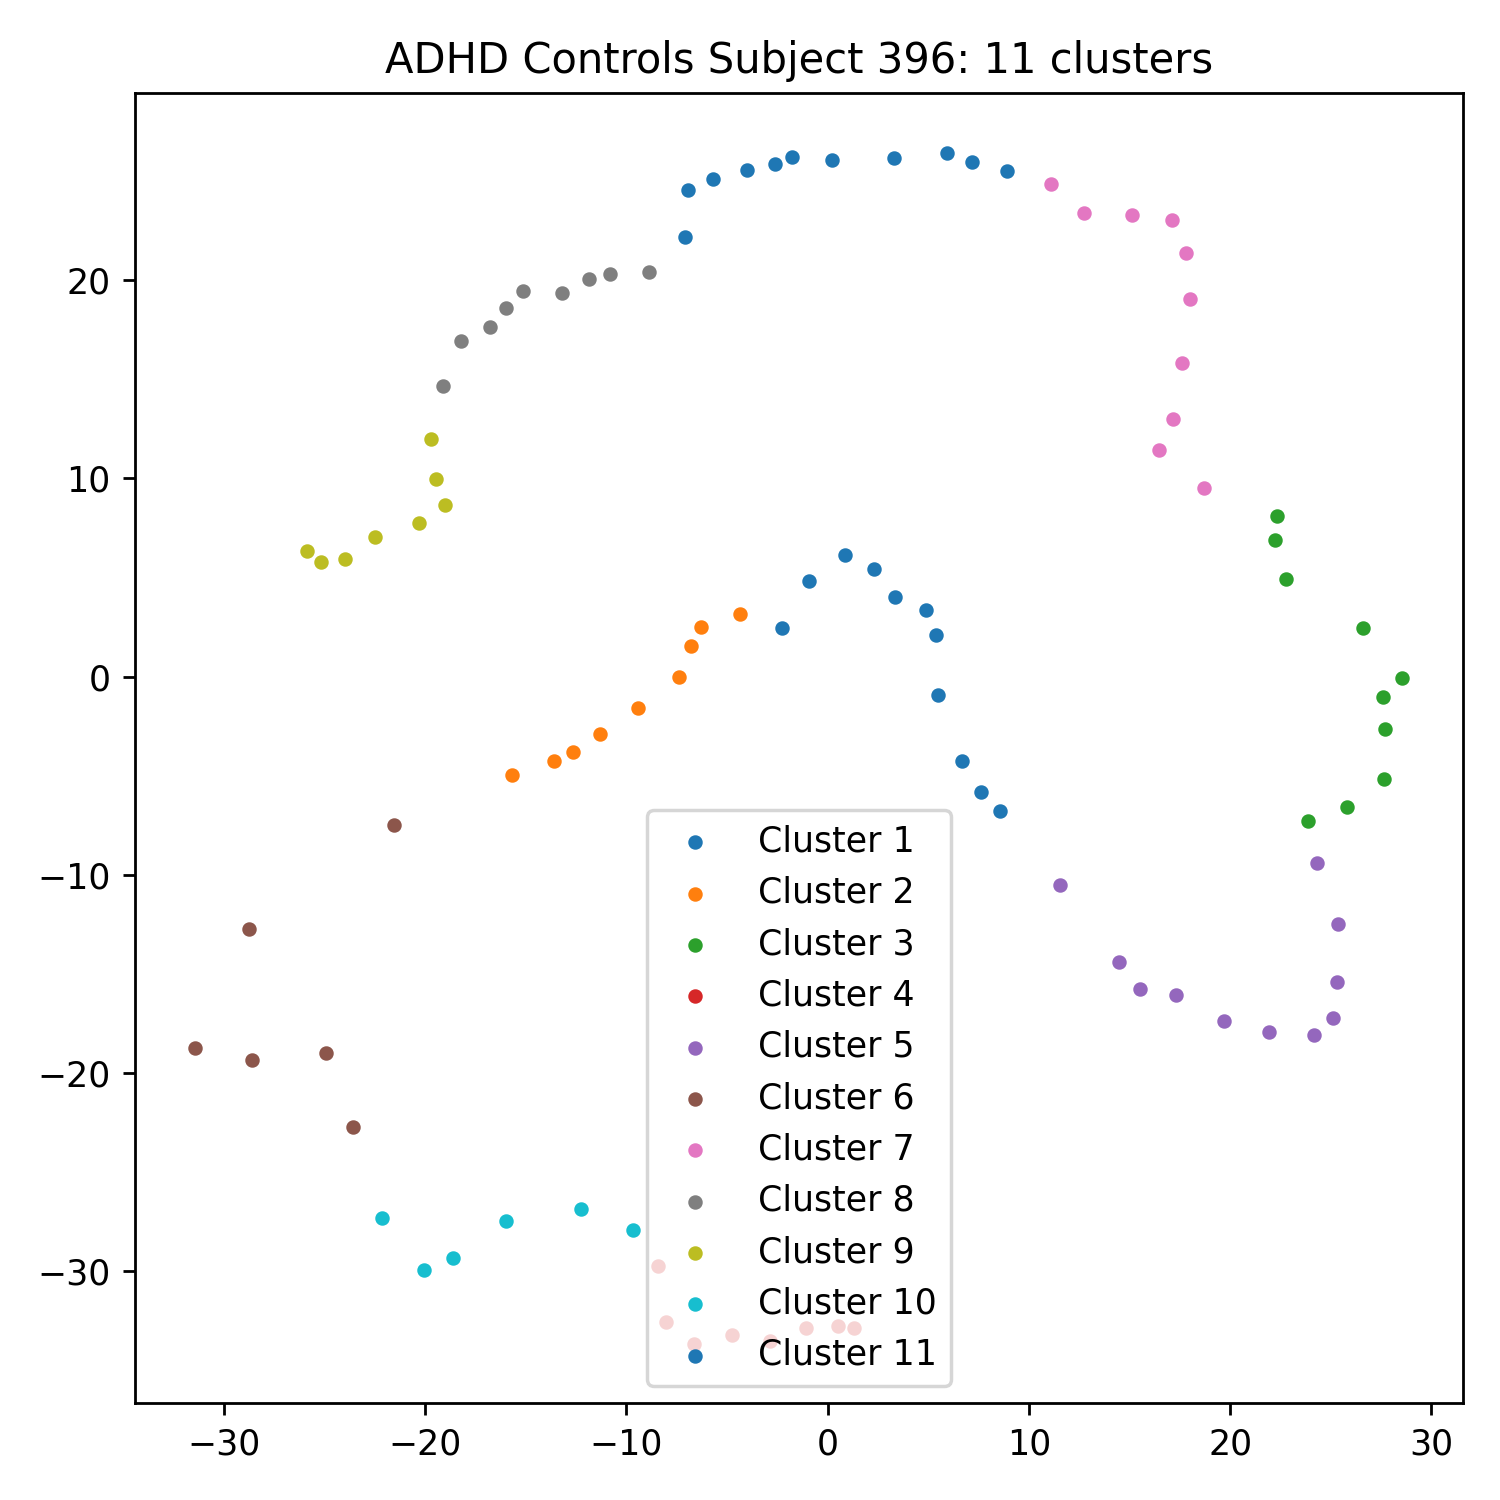 ADHD Controls Subject 396: 11 clusters
20
10
0
−10
−20
−30
Cluster 1
Cluster 2
Cluster 3
Cluster 4
Cluster 5
Cluster 6
Cluster 7
Cluster 8
Cluster 9
Cluster 10
Cluster 11
−30 −20 −10 0 10 20 30